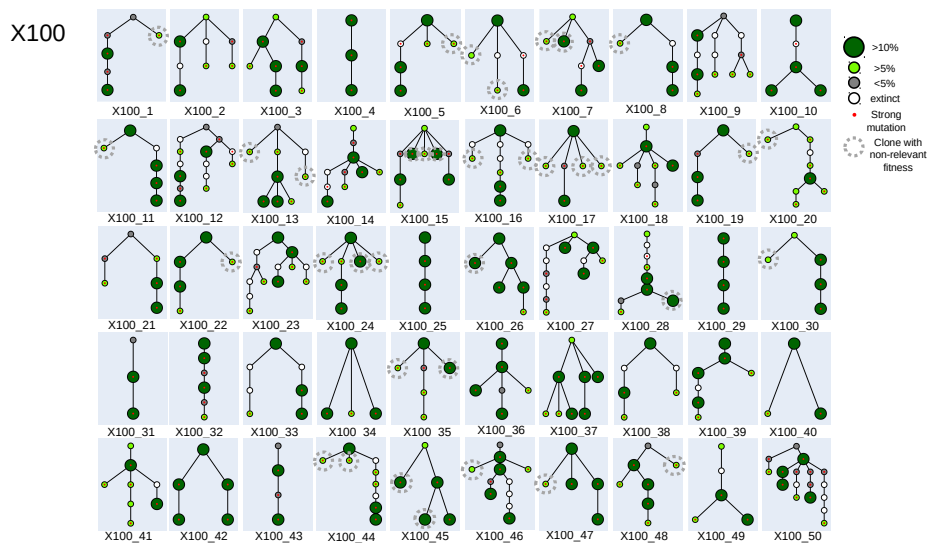 X100
>10%
>5%
<5%
extinct
Strong
mutation
Clone with
non-relevant
fitness
X100_1 X100_2 X100_3 X100_4 X100_5 X100_6 X100_7 X100_8 X100_9 X100_10
X100_11 X100_12 X100_13 X100_14 X100_15 X100_16 X100_17 X100_18 X100_19 X100_20
X100_21 X100_22 X100_23 X100_24 X100_25 X100_26 X100_27 X100_28 X100_29 X100_30
X100_31 X100_32 X100_33 X100_34 X100_35 X100_36 X100_37 X100_38 X100_39 X100_40
X100_41 X100_42 X100_43 X100_44 X100_45 X100_46 X100_47 X100_48 X100_49 X100_50